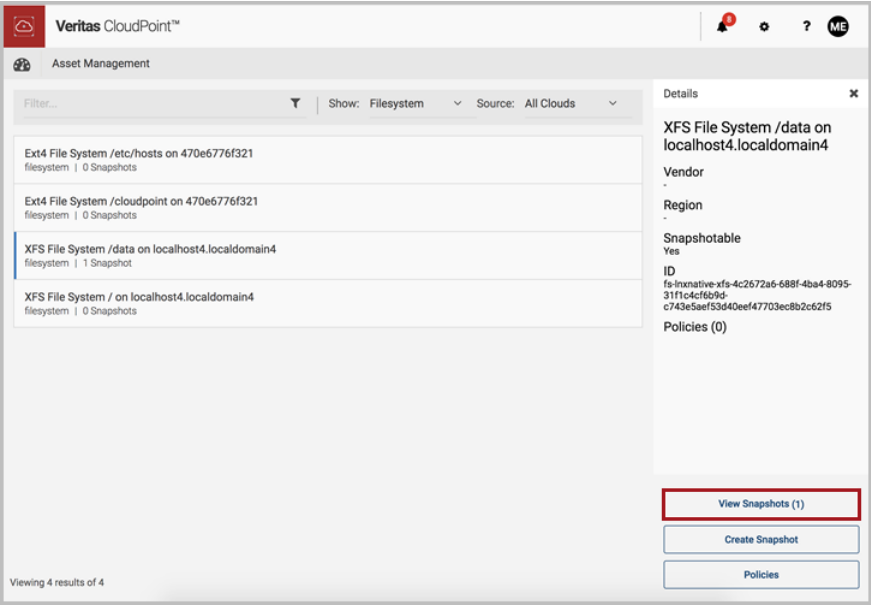 Veritas CloudPoint™
8
?
ME
Asset Management
Filter...
Show: Filesystem
Source: All Clouds
Ext4 File System /etc/hosts on 470e6776f321
filesystem | 0 Snapshots
Ext4 File System /cloudpoint on 470e6776f321
filesystem | 0 Snapshots
XFS File System /data on localhost4.localdomain4
filesystem | 1 Snapshot
XFS File System / on localhost4.localdomain4
filesystem | 0 Snapshots
Viewing 4 results of 4
Details
XFS File System /data on
localhost4.localdomain4
Vendor
-
Region
-
Snapshotable
Yes
ID
fs-lnxnative-xfs-4c2672a6-688f-4ba4-8095-
31f1c4cf6b9d-
c743e5aef53d40eef47703ec8b2c62f5
Policies (0)
View Snapshots (1)
Create Snapshot
Policies